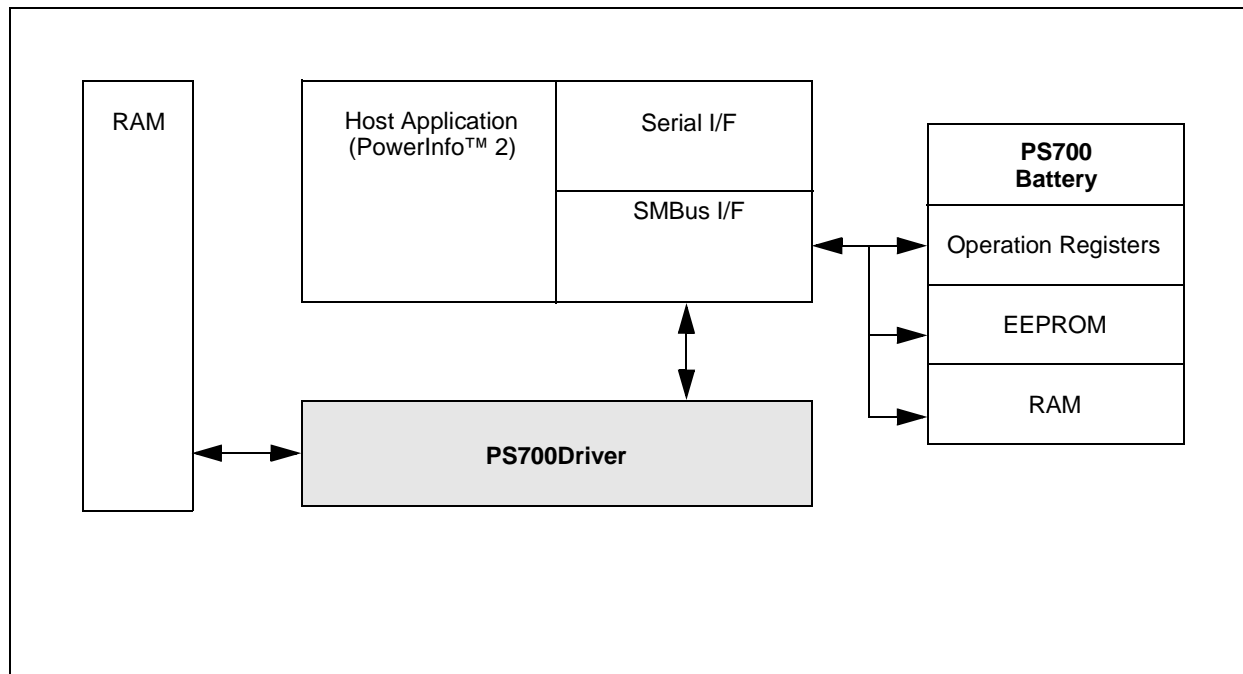 RAM
Host Application
(PowerInfo™ 2)
Serial I/F
SMBus I/F
PS700
Battery
Operation Registers
EEPROM
RAM
PS700Driver